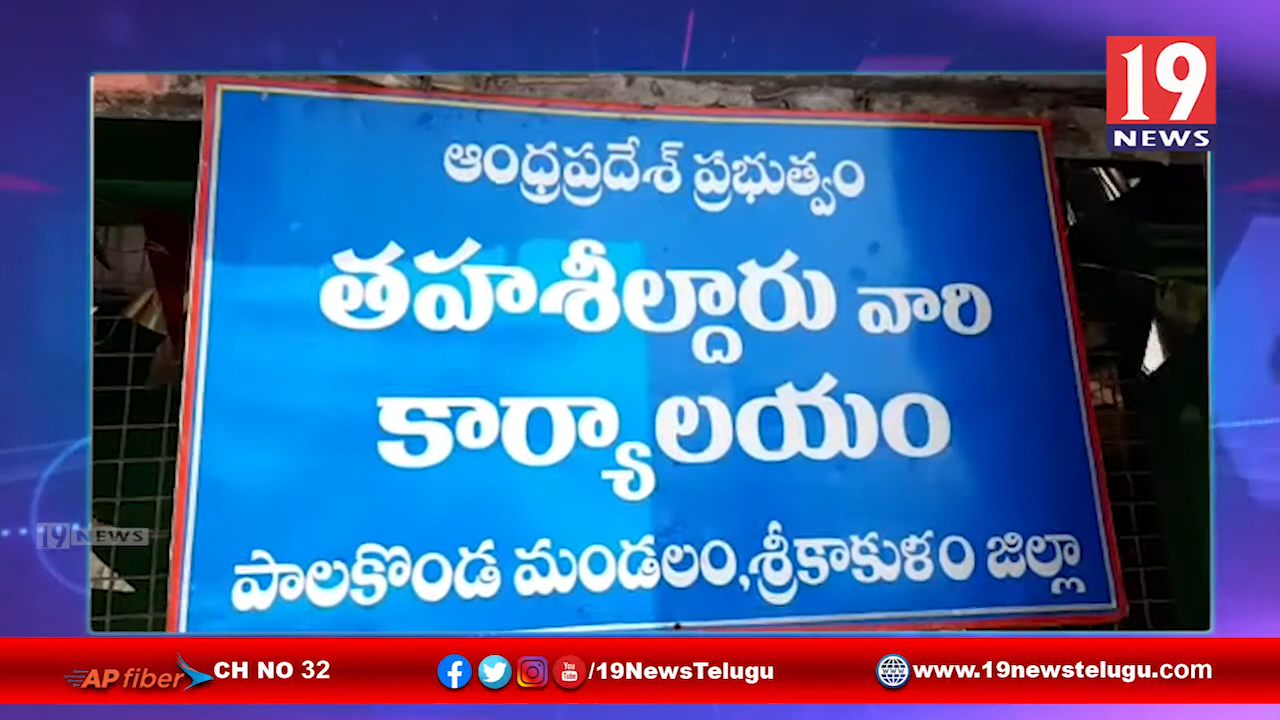 19
NEWS
ఆంధ్రప్రదేశ్ ప్రభుత్వం
తహశీల్దారు వారి
కార్యాలయం
పాలకొండ మండలం,శ్రీకాకుళం జిల్లా
19 NEWS
AP fiber CH NO 32 /19NewsTelugu www.19newstelugu.com